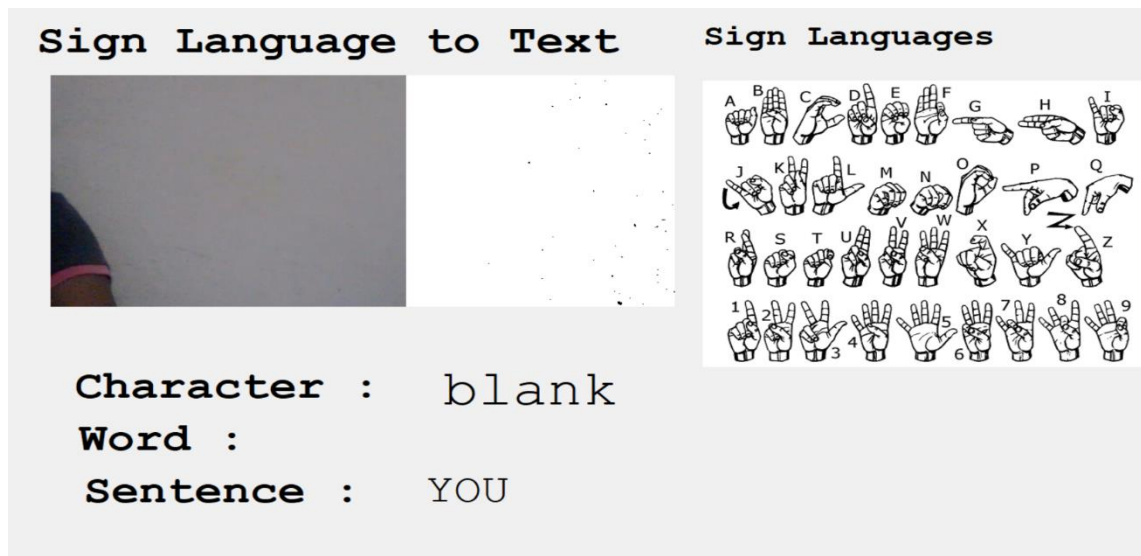 Sign Language to Text
Character : blank
Word :
Sentence : YOU
Sign Languages
A B C D E F G H I
J K L M N O P Q
R S T U V W X Y Z
1 2 3 4 5 6 7 8 9